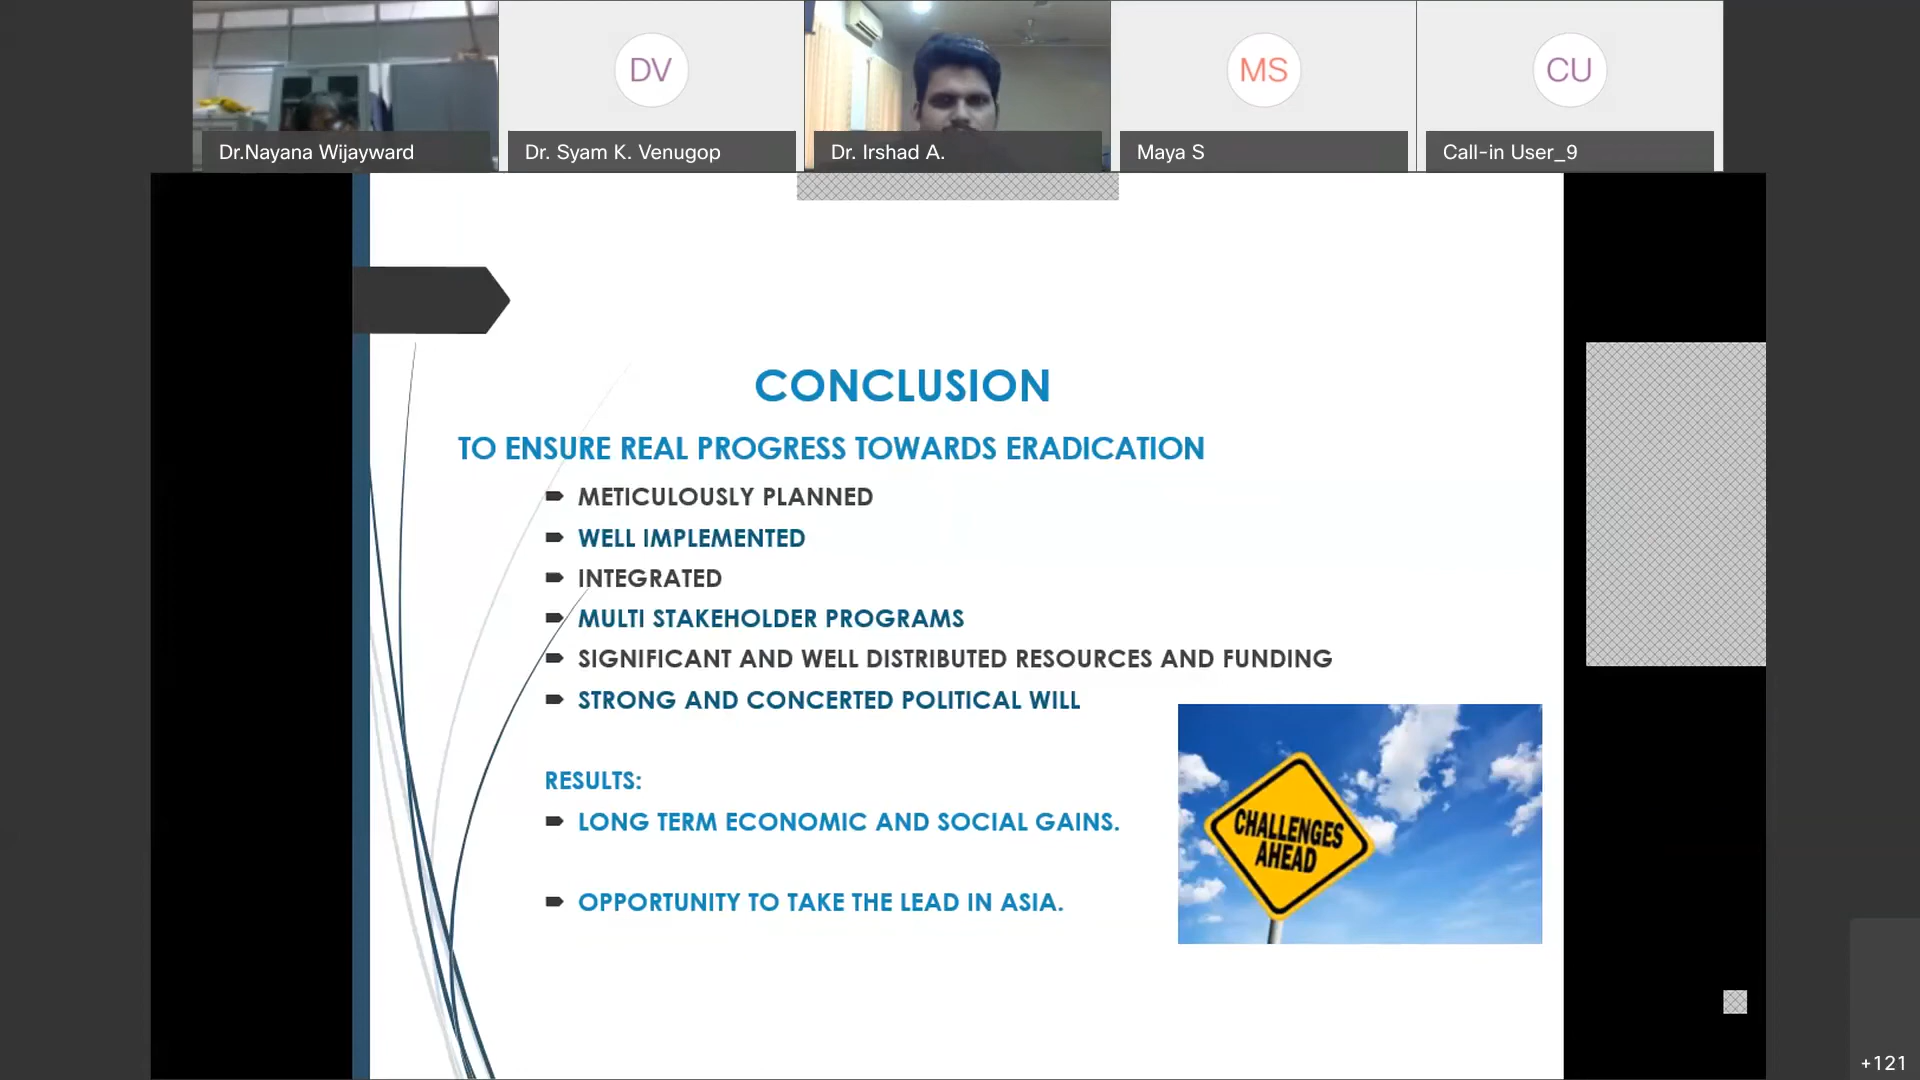 DV
MS
CU
Dr.Nayana Wijayward
Dr. Syam K. Venugop
Dr. Irshad A.
Maya S
Call-in User_9
CONCLUSION
TO ENSURE REAL PROGRESS TOWARDS ERADICATION
METICULOUSLY PLANNED
WELL IMPLEMENTED
INTEGRATED
MULTI STAKEHOLDER PROGRAMS
SIGNIFICANT AND WELL DISTRIBUTED RESOURCES AND FUNDING
STRONG AND CONCERTED POLITICAL WILL
RESULTS:
LONG TERM ECONOMIC AND SOCIAL GAINS.
OPPORTUNITY TO TAKE THE LEAD IN ASIA.
CHALLENGES
AHEAD
+121